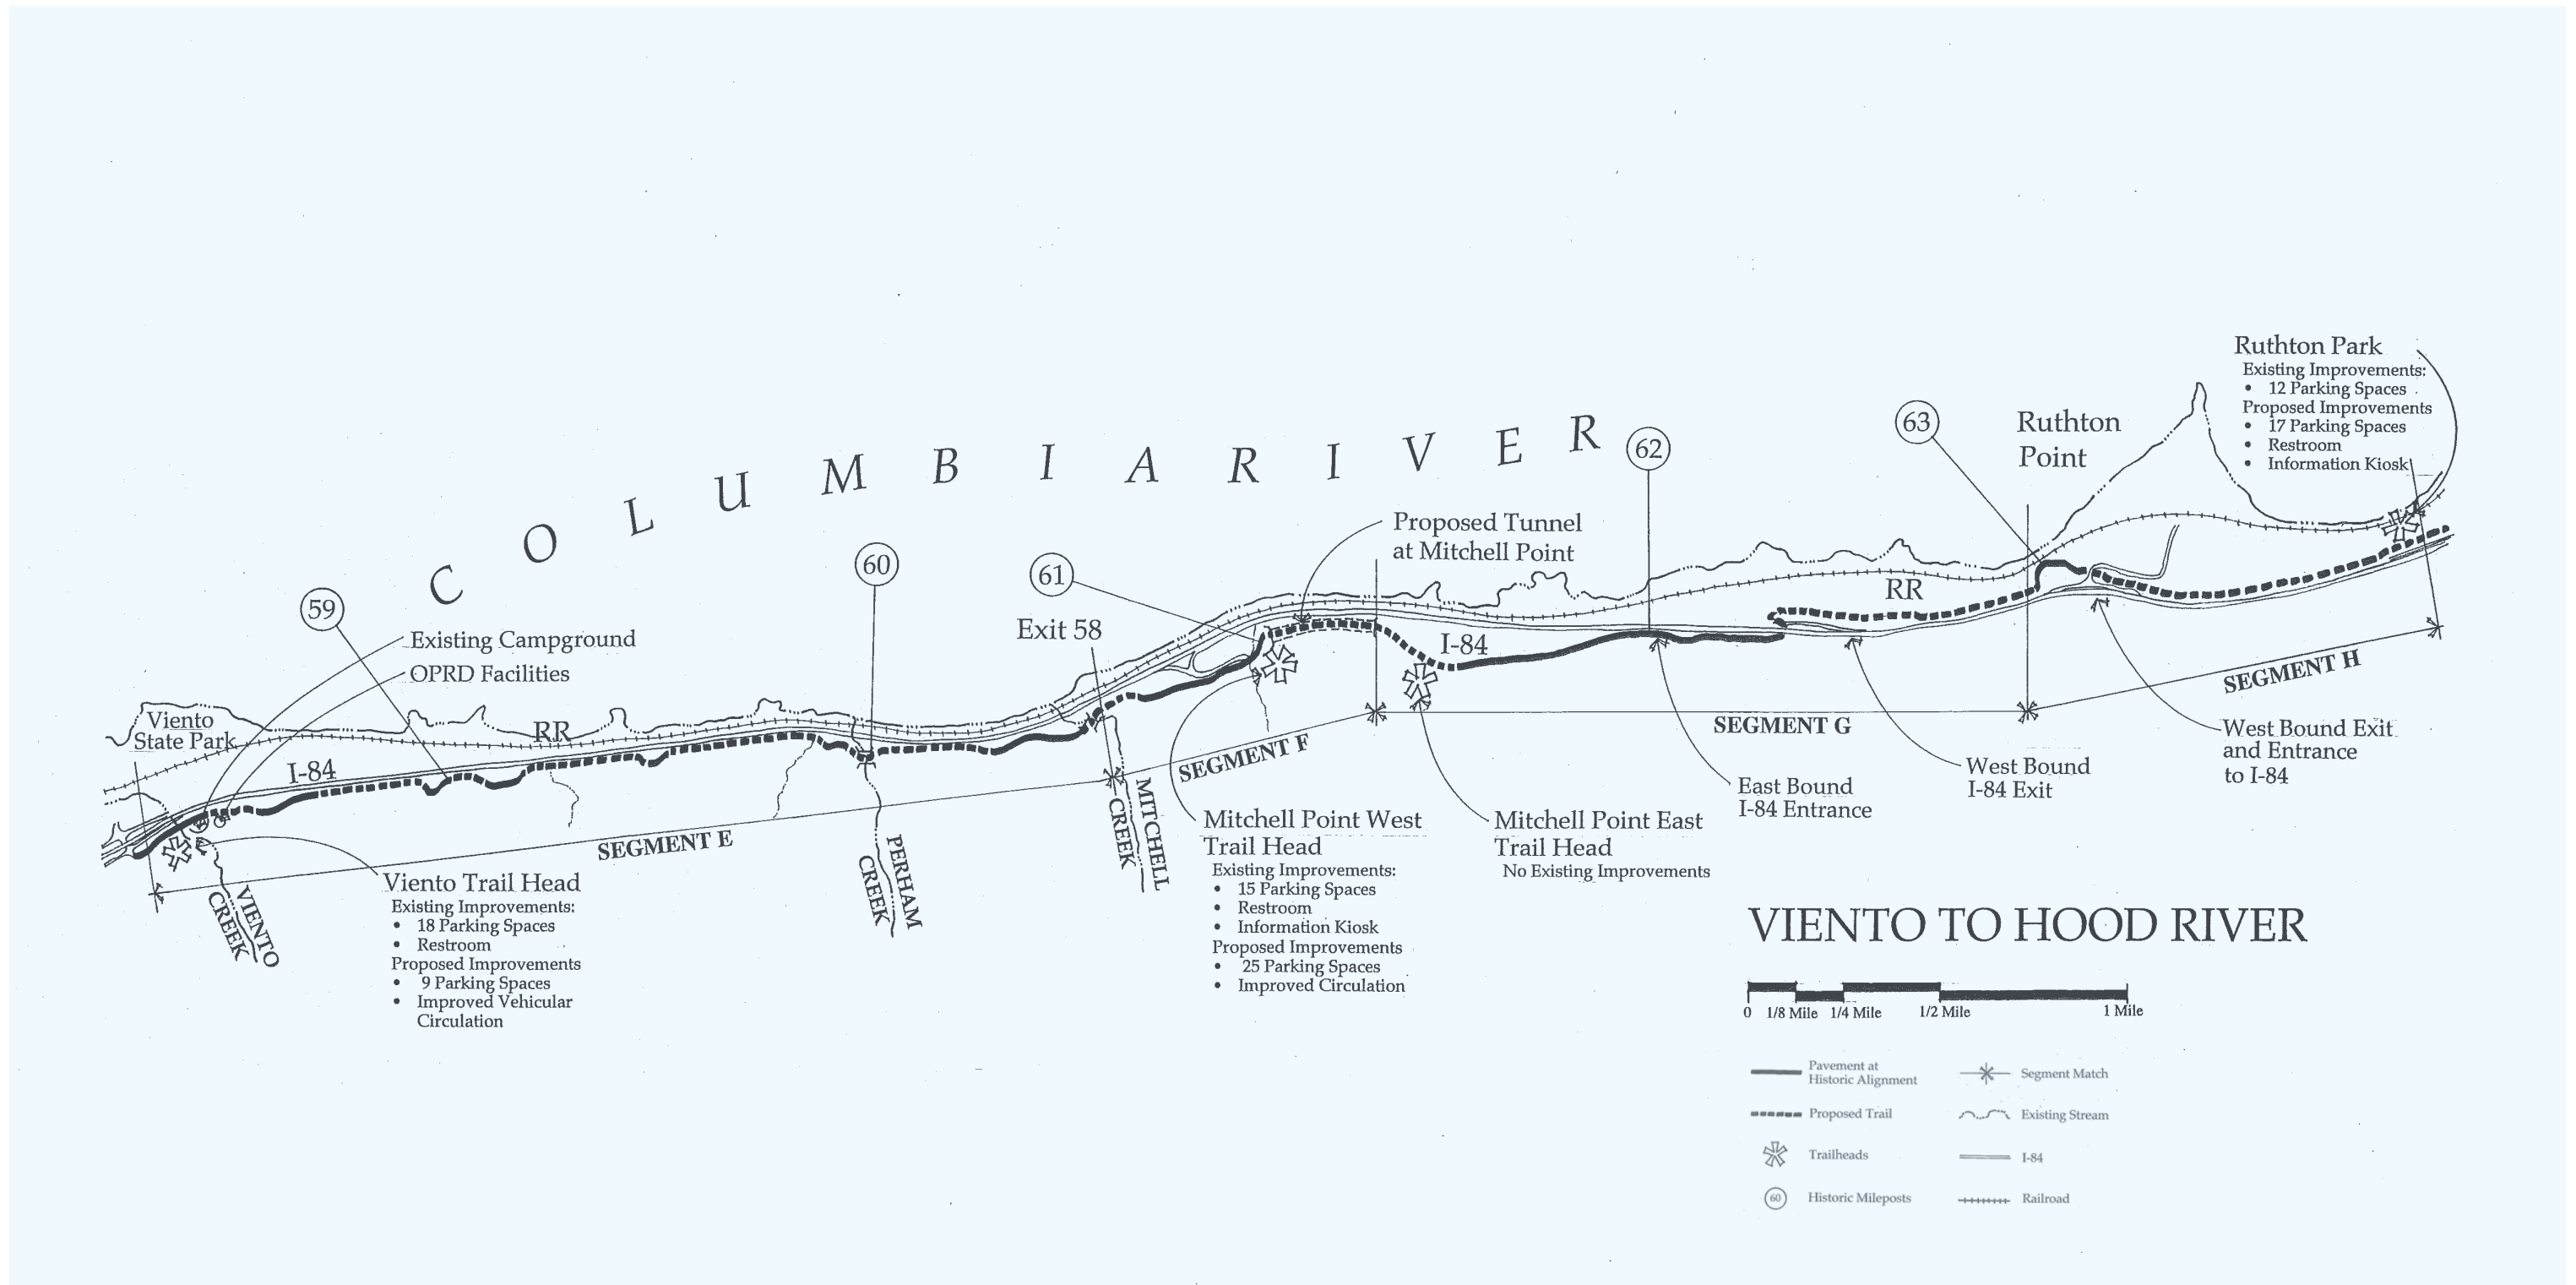 Ruthton Park
Existing Improvements:
• 12 Parking Spaces
Proposed Improvements
• 17 Parking Spaces
• Restroom
• Information Kiosk
COLUMBIA RIVER
63
Ruthton
Point
62
Proposed Tunnel
at Mitchell Point
60
61
59
Exit 58
RR
Existing Campground
OPRD Facilities
I-84
Viento
State Park
RR
I-84
SEGMENT E
SEGMENT F
SEGMENT G
SEGMENT H
West Bound Exit
and Entrance
to I-84
West Bound
I-84 Exit
East Bound
I-84 Entrance
VIENTO
CREEK
PERHAM
CREEK
MITCHELL
CREEK
Viento Trail Head
Existing Improvements:
• 18 Parking Spaces
• Restroom
Proposed Improvements
• 9 Parking Spaces
• Improved Vehicular
Circulation
Mitchell Point West
Trail Head
Existing Improvements:
• 15 Parking Spaces
• Restroom
• Information Kiosk
Proposed Improvements
• 25 Parking Spaces
• Improved Circulation
Mitchell Point East
Trail Head
No Existing Improvements
VIENTO TO HOOD RIVER
0 1/8 Mile 1/4 Mile 1/2 Mile 1 Mile
Pavement at
Historic Alignment
Segment Match
Proposed Trail
Existing Stream
Trailheads
I-84
60 Historic Mileposts
Railroad